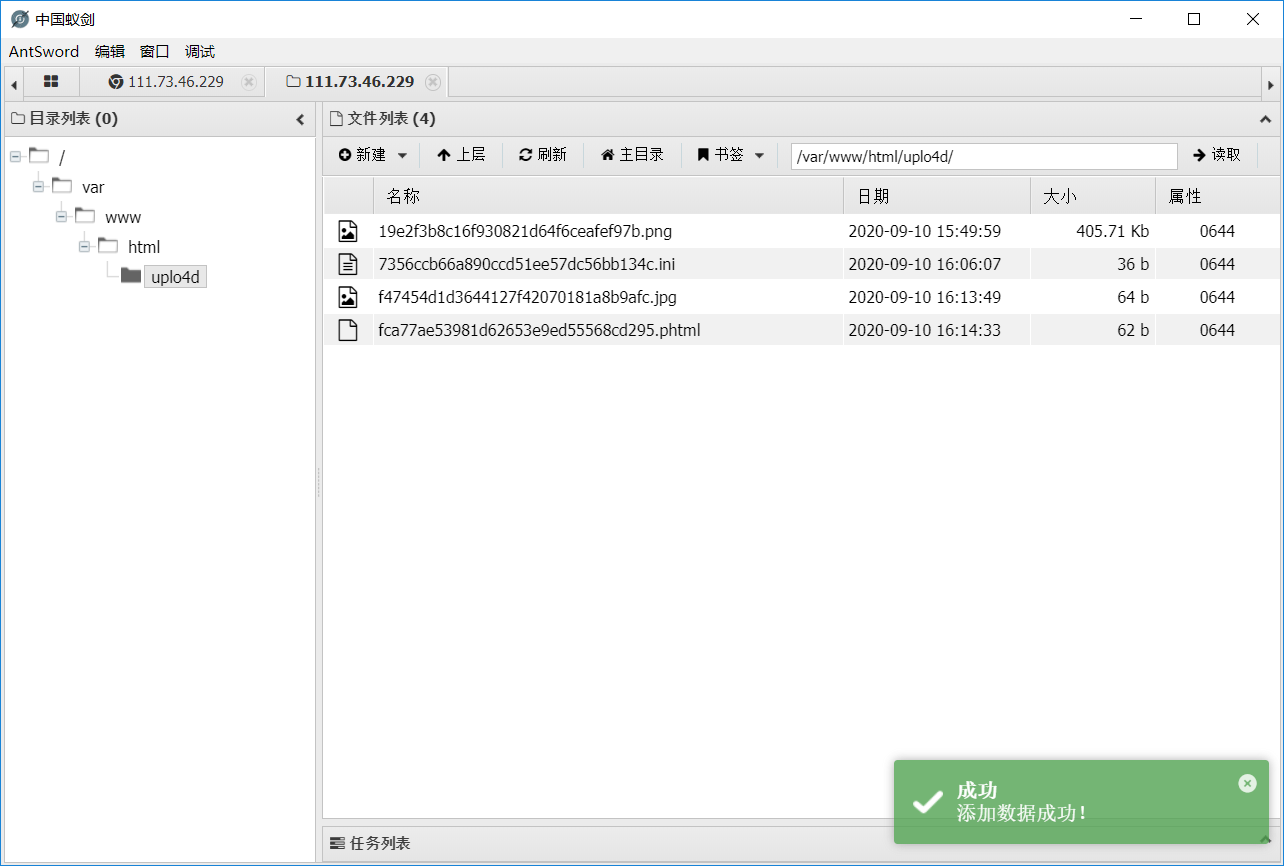 中国蚁剑
AntSword 编辑 窗口 调试
111.73.46.229 111.73.46.229
目录列表 (0)
/
var
www
html
uplo4d
文件列表 (4)
新建 上层 刷新 主目录 书签 /var/www/html/uplo4d/ 读取
名称 日期 大小 属性
19e2f3b8c16f930821d64f6ceafef97b.png 2020-09-10 15:49:59 405.71 Kb 0644
7356ccb66a890ccd51ee57dc56bb134c.ini 2020-09-10 16:06:07 36 b 0644
f47454d1d3644127f42070181a8b9afc.jpg 2020-09-10 16:13:49 64 b 0644
fca77ae53981d62653e9ed55568cd295.phtml 2020-09-10 16:14:33 62 b 0644
成功
添加数据成功！
任务列表